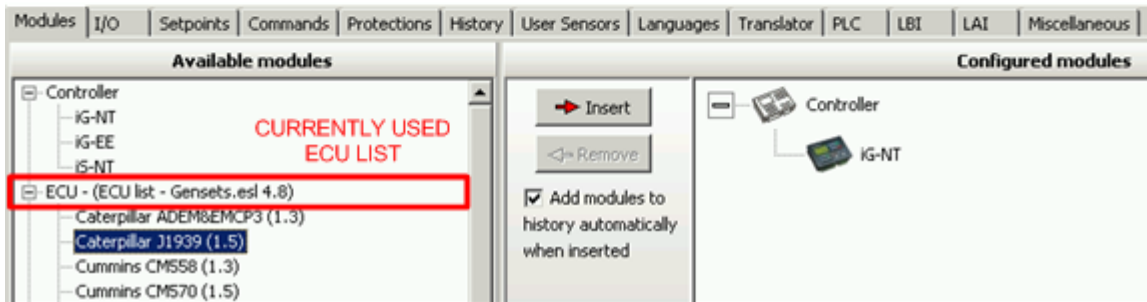 Modules I/O Setpoints Commands Protections History User Sensors Languages Translator PLC LBI LAI Miscellaneous
Available modules
Controller
iG-NT
iG-EE
iS-NT
ECU - (ECU list - Gensets.esl 4.8)
Caterpillar ADEM&EMCP3 (1.3)
Caterpillar J1939 (1.5)
Cummins CM558 (1.3)
Cummins CM570 (1.5)
CURRENTLY USED
ECU LIST
Insert
Remove
Add modules to
history automatically
when inserted
Configured modules
Controller
iG-NT